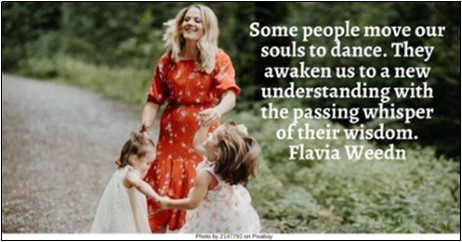 Some people move our
souls to dance. They
awaken us to a new
understanding with
the passing whisper
of their wisdom.
Flavia Weedn
Photo by 2147792 on Pixabay